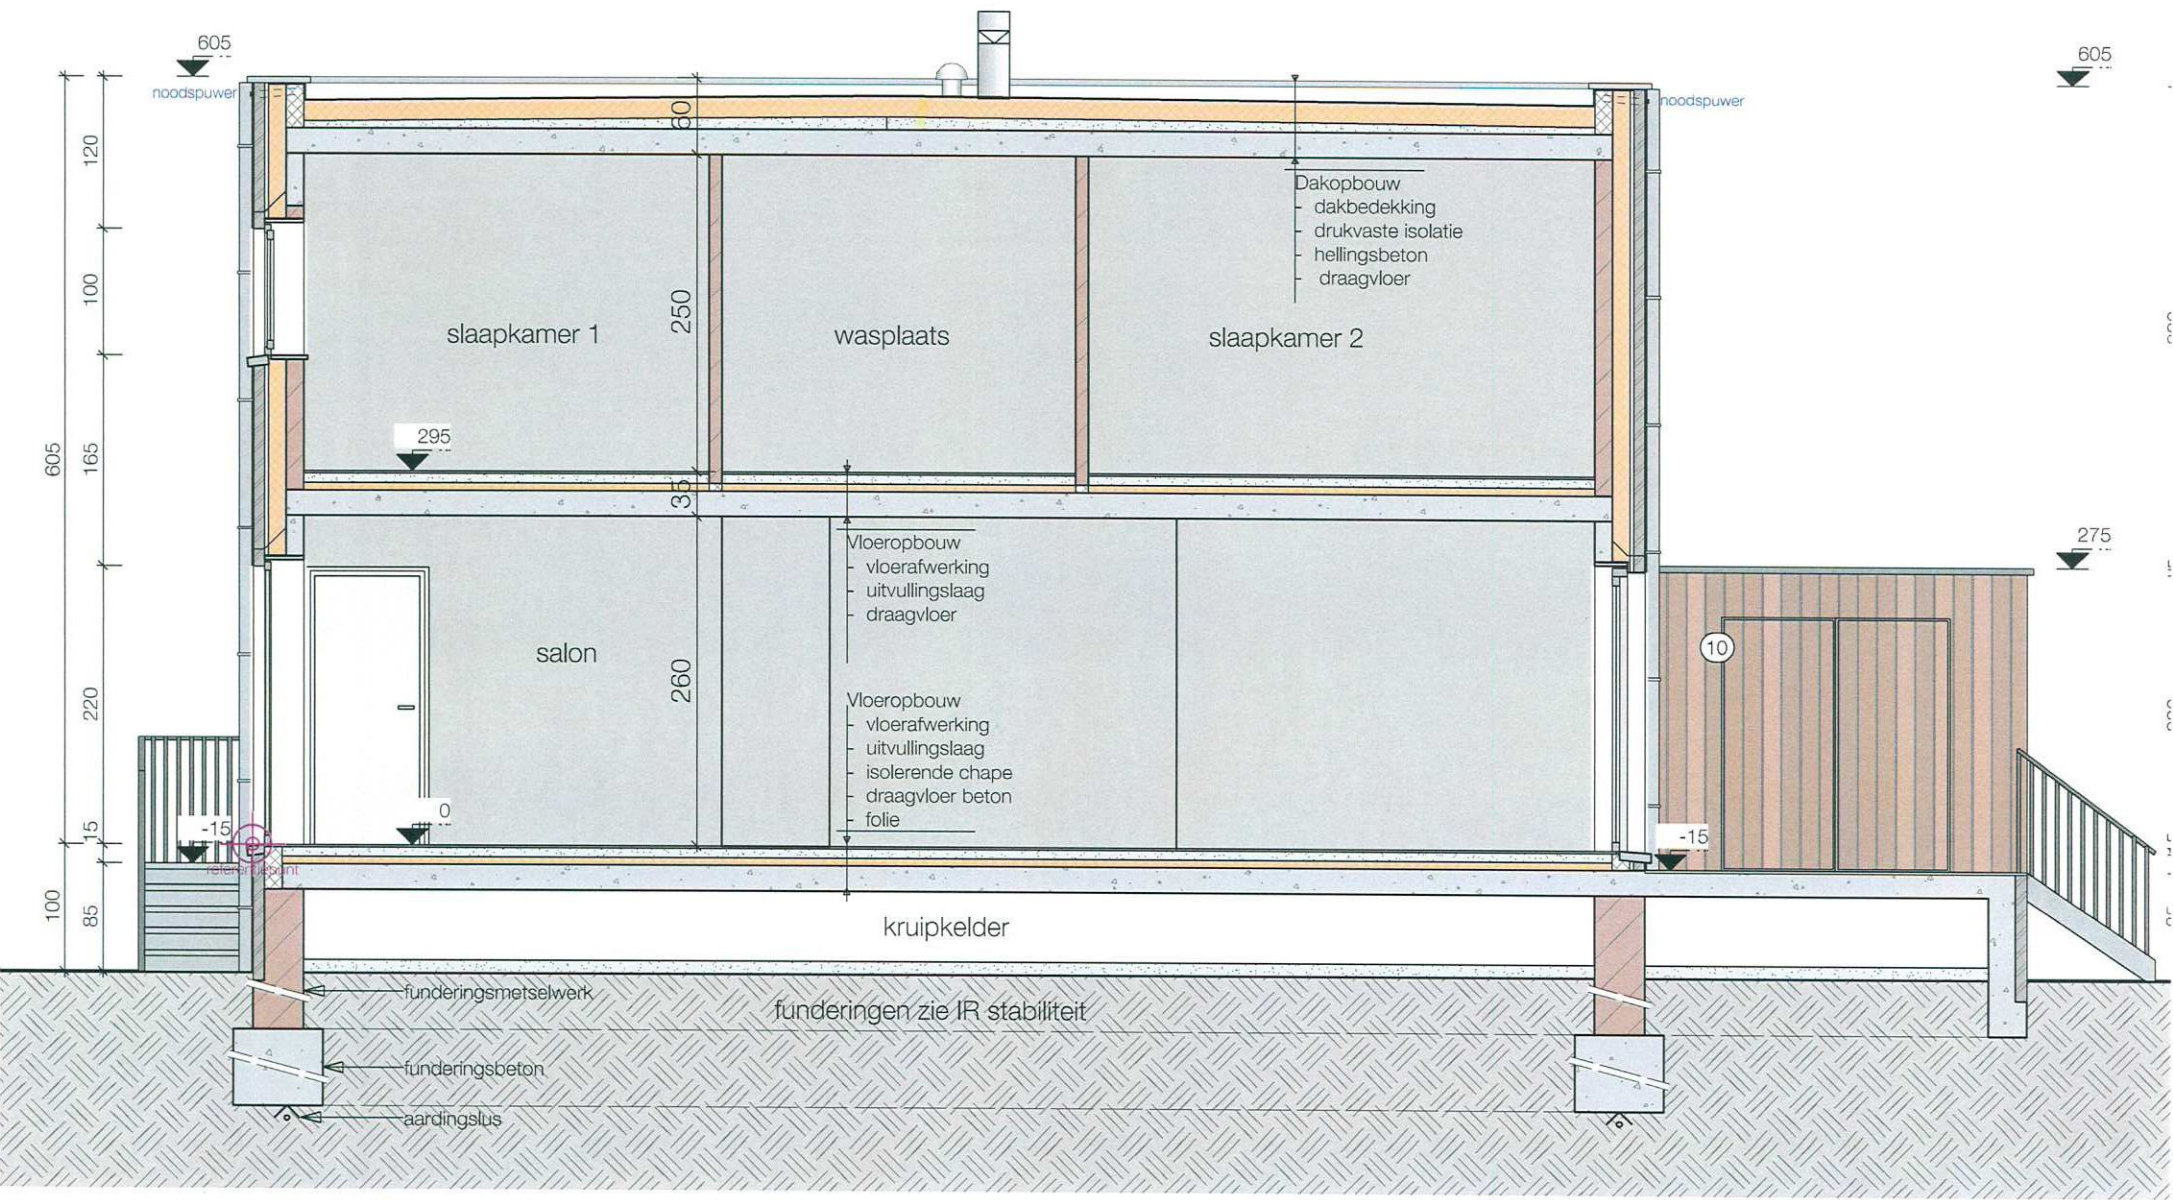 605
605
noodspuwer
noodspuwer
60
120
Dakopbouw
dakbedekking
drukvaste isolatie
hellingsbeton
draagvloer
100
250
slaapkamer 1
wasplaats
slaapkamer 2
295
605
165
35
275
Vloeropbouw
vloerafwerking
uitvullingslaag
draagvloer
salon
10
260
220
Vloeropbouw
vloerafwerking
uitvullingslaag
isolerende chape
draagvloer beton
folie
0
-15
15
-15
referentiepunt
100
85
kruipkelder
funderingsmetselwerk
funderingen zie IR stabiliteit
funderingsbeton
aardingslus